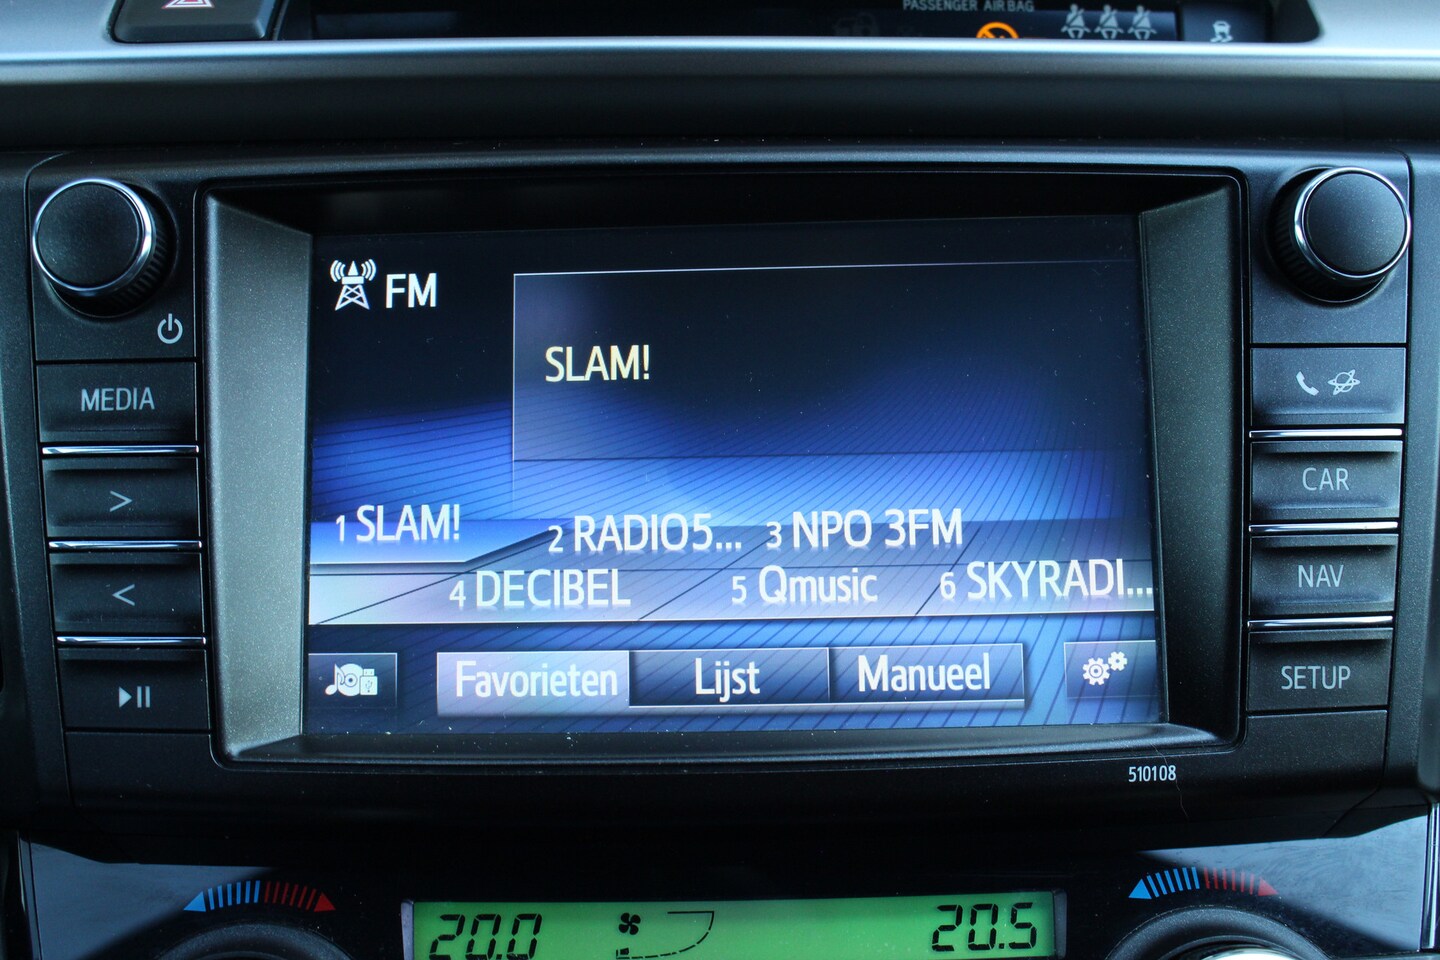 PASSENGER AIR BAG
FM
SLAM!
MEDIA
>
<
1 SLAM!
2 RADIO5...
3 NPO 3FM
4 DECIBEL
5 Qmusic
6 SKYRADI...
Favorieten
Lijst
Manueel
CAR
NAV
SETUP
510108
20.0
20.5